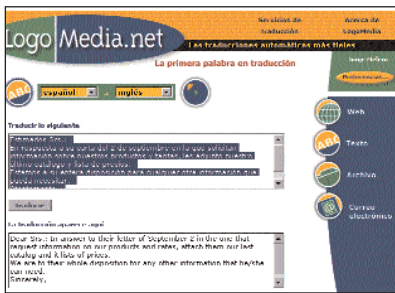 Logo Media.net
Servicios de traducción
Acerca de LogoMedia
Las traducciones automáticas más fieles
La primera palabra en traducción
Preferencias...
ABC
español
inglés
Web
ABC Texto
Archivo
@ Correo electrónico
Traducir lo siguiente
Estimados Srs.:
En respuesta a su carta del 2 de septiembre en la que solicitan
información sobre nuestros productos y tarifas, les adjunto nuestro
último catálogo y lista de precios.
Estamos a su entera disposición para cualquier otra información que
pueda necesitar.
Traducir
La traducción aparece aquí
Dear Srs.: In answer to their letter of September 2 in the one that
request information on our products and rates, attach them our last
catalog and it lists of prices.
We are to their whole disposition for any other information that he/she
can need.
Sincerely,